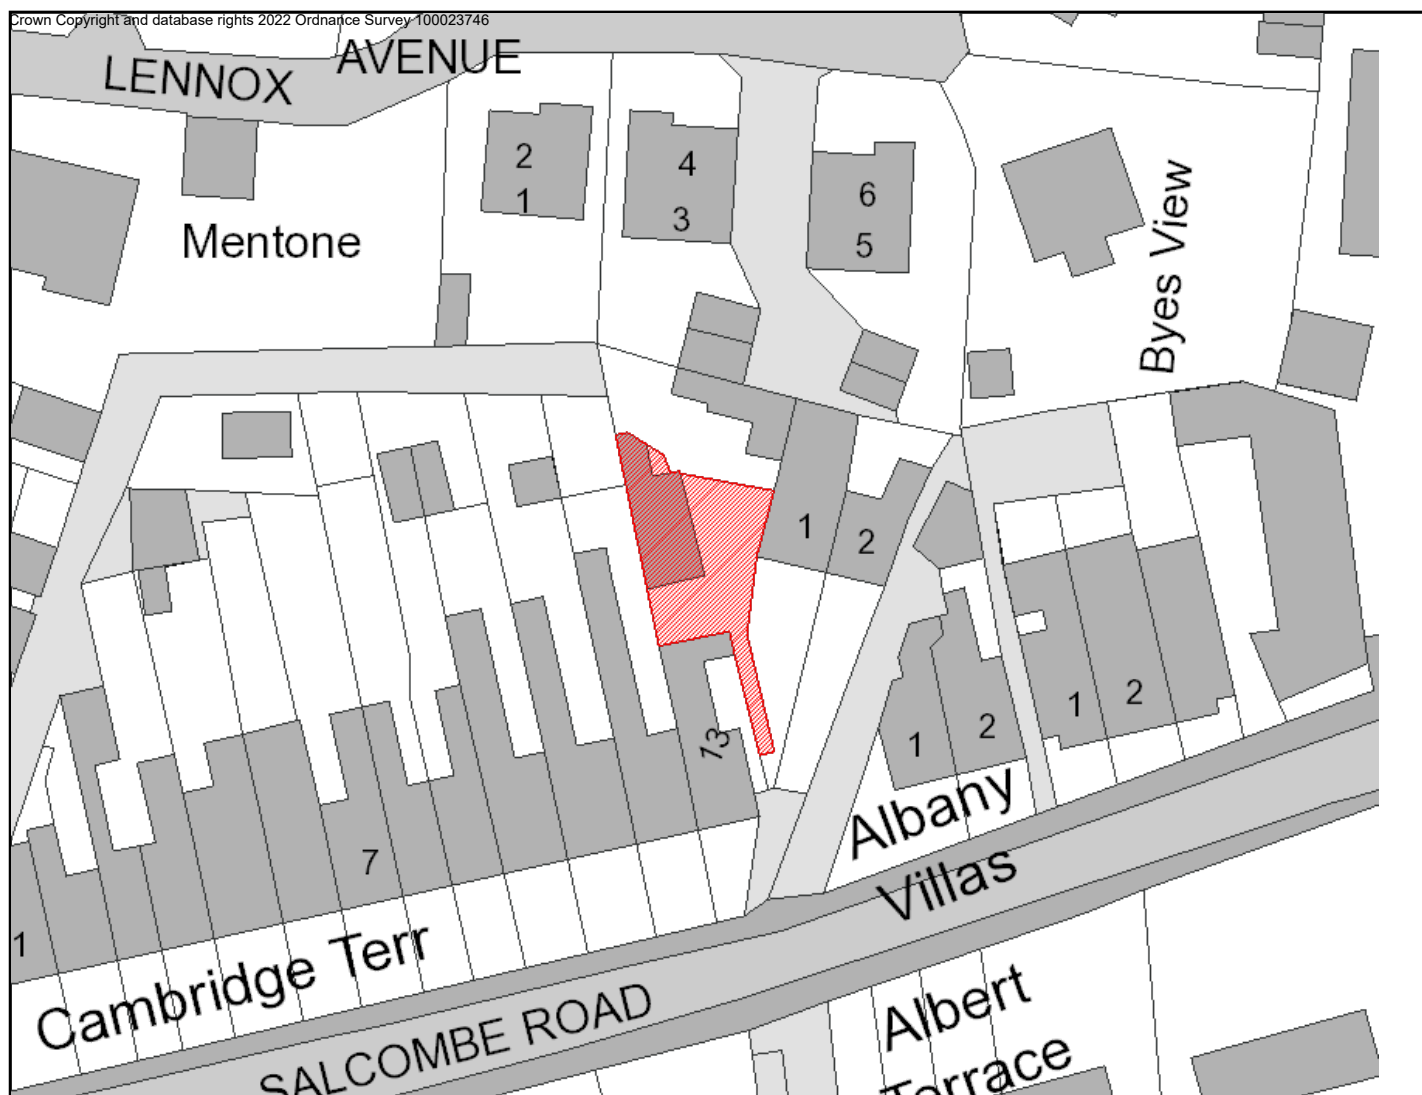 Crown Copyright and database rights 2022 Ordnance Survey 100023746
LENNOX AVENUE
2
1
4
3
6
5
Mentone
Byes View
1
2
1
2
1
2
13
7
1
Albany
Villas
Cambridge Terr
SALCOMBE ROAD
Albert
Terrace